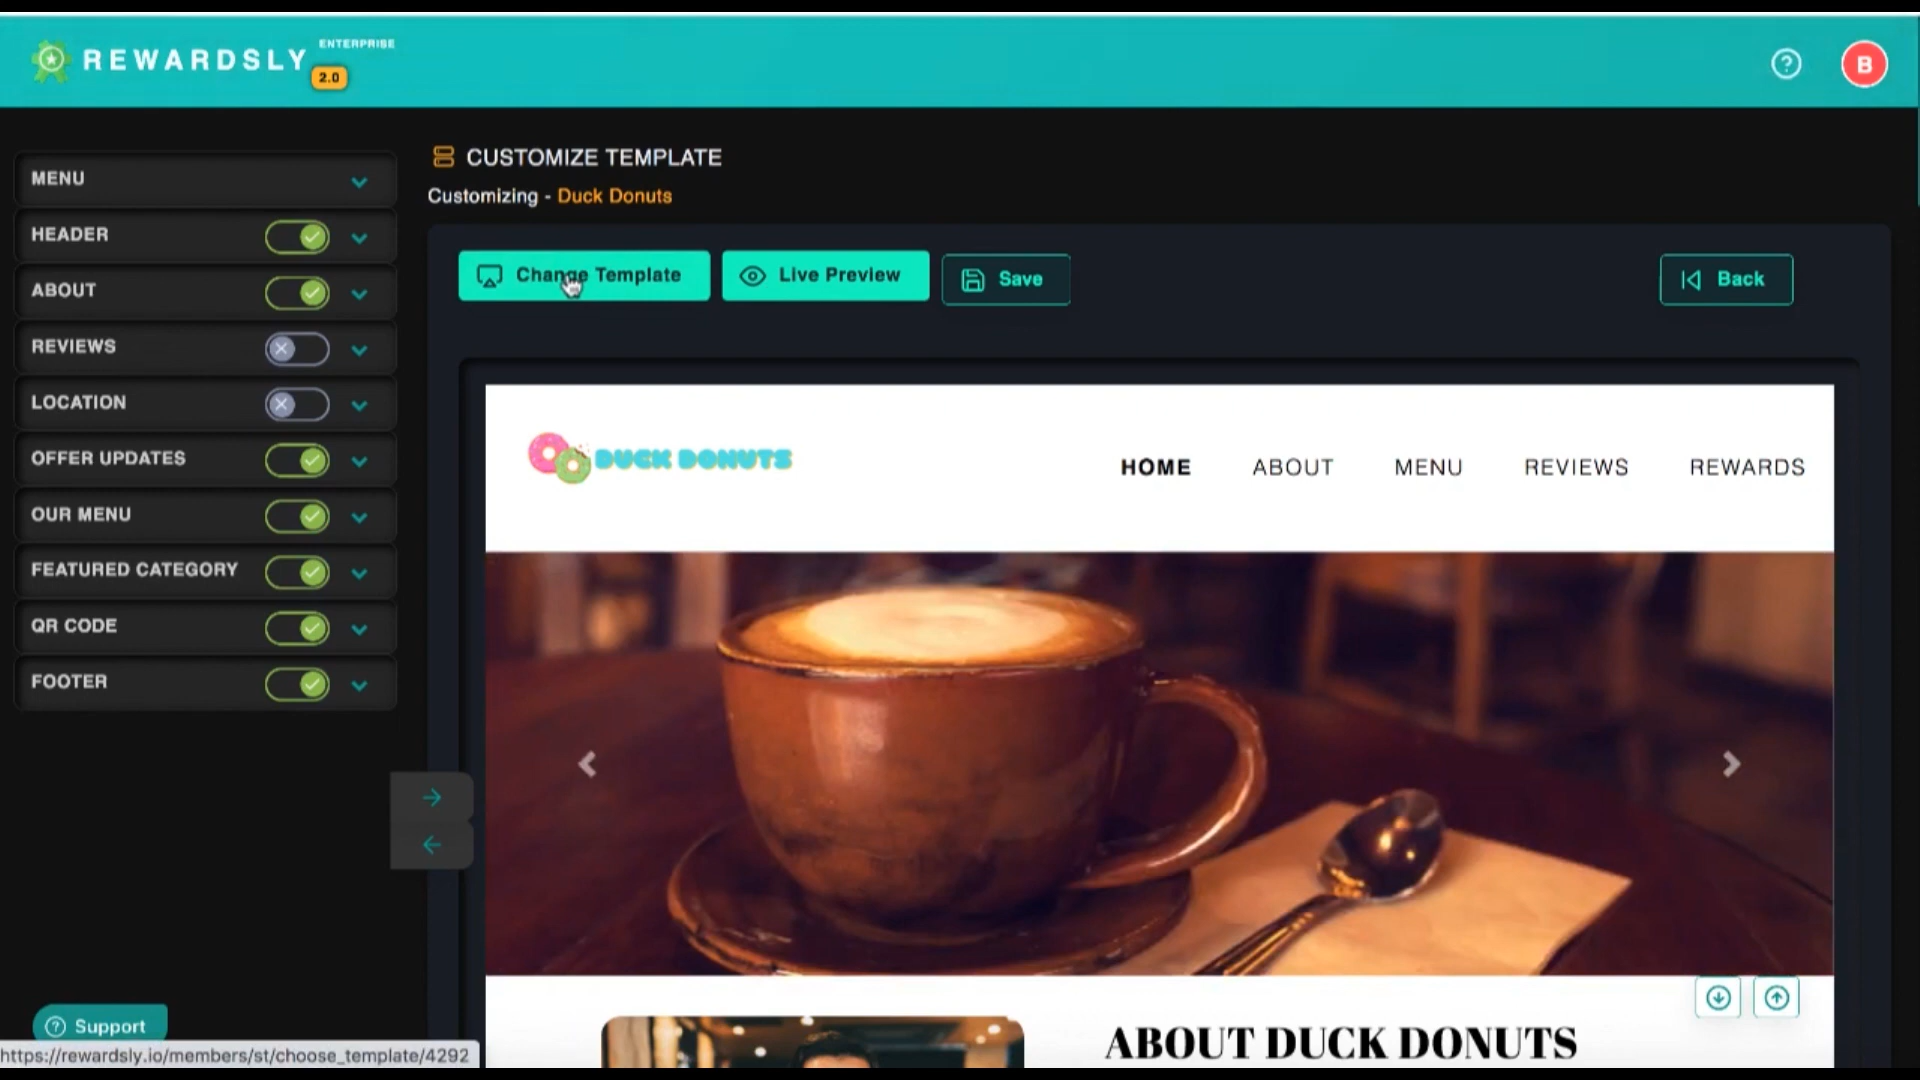 REWARDSLY
ENTERPRISE
2.0
B
MENU
HEADER
ABOUT
REVIEWS
LOCATION
OFFER UPDATES
OUR MENU
FEATURED CATEGORY
QR CODE
FOOTER
Support
https://rewardsly.io/members/st/choose_template/4292
CUSTOMIZE TEMPLATE
Customizing - Duck Donuts
Change Template
Live Preview
Save
Back
DUCK DONUTS
HOME ABOUT MENU REVIEWS REWARDS
ABOUT DUCK DONUTS